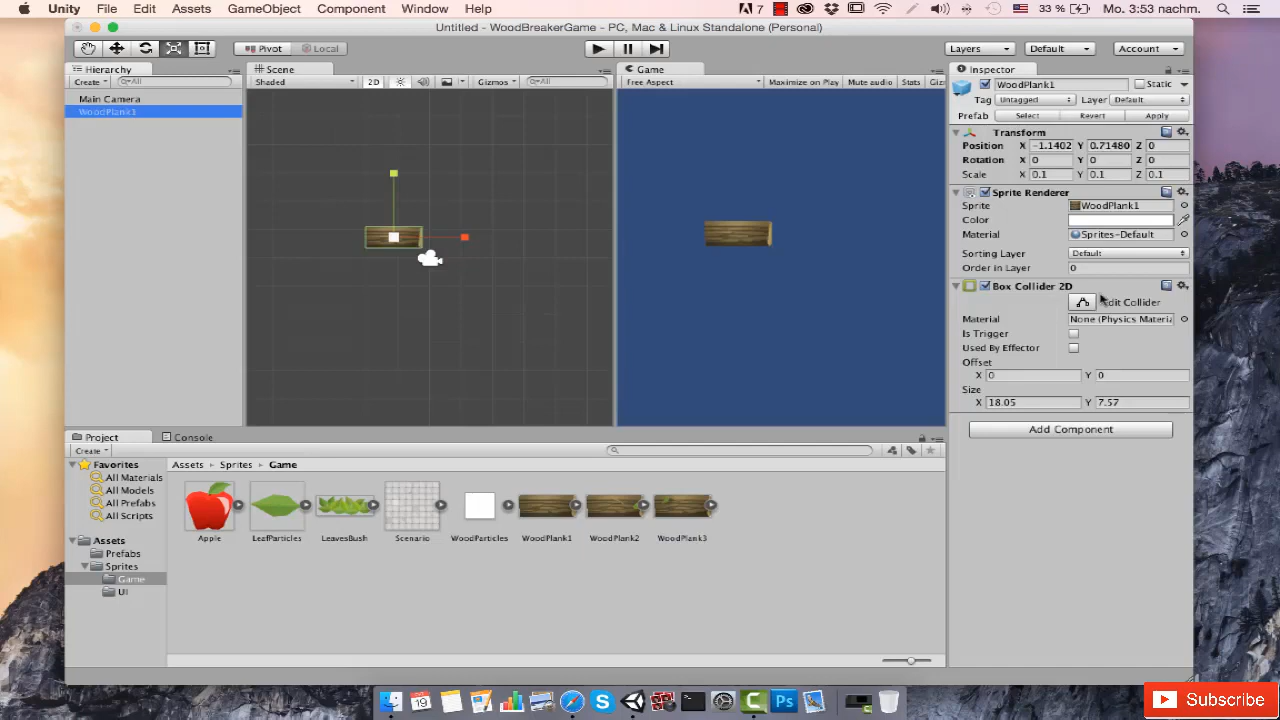 Unity File Edit Assets GameObject Component Window Help 7 33 % Mo. 3:53 nachm.
Untitled - WoodBreakerGame - PC, Mac & Linux Standalone (Personal)
Pivot Local Layers Default Account
Hierarchy Scene Game Inspector
Create All Shaded 2D Gizmos All Free Aspect Maximize on Play Mute audio Stats Giz
WoodPlank1 Static
Main Camera
WoodPlank1
Tag Untagged Layer Default
Prefab Select Revert Apply
Transform
Position X -1.1402 Y 0.71480 Z 0
Rotation X 0 Y 0 Z 0
Scale X 0.1 Y 0.1 Z 0.1
Sprite Renderer
Sprite WoodPlank1
Color
Material Sprites-Default
Sorting Layer Default
Order in Layer 0
Box Collider 2D
Edit Collider
Material None (Physics Materia
Is Trigger
Used By Effector
Offset
X 0 Y 0
Size
X 18.05 Y 7.57
Add Component
Project Console
Create
Favorites
All Materials
All Models
All Prefabs
All Scripts
Assets
Prefabs
Sprites
Game
UI
Assets Sprites Game
Apple LeafParticles LeavesBush Scenario WoodParticles WoodPlank1 WoodPlank2 WoodPlank3
19
Ps
Subscribe